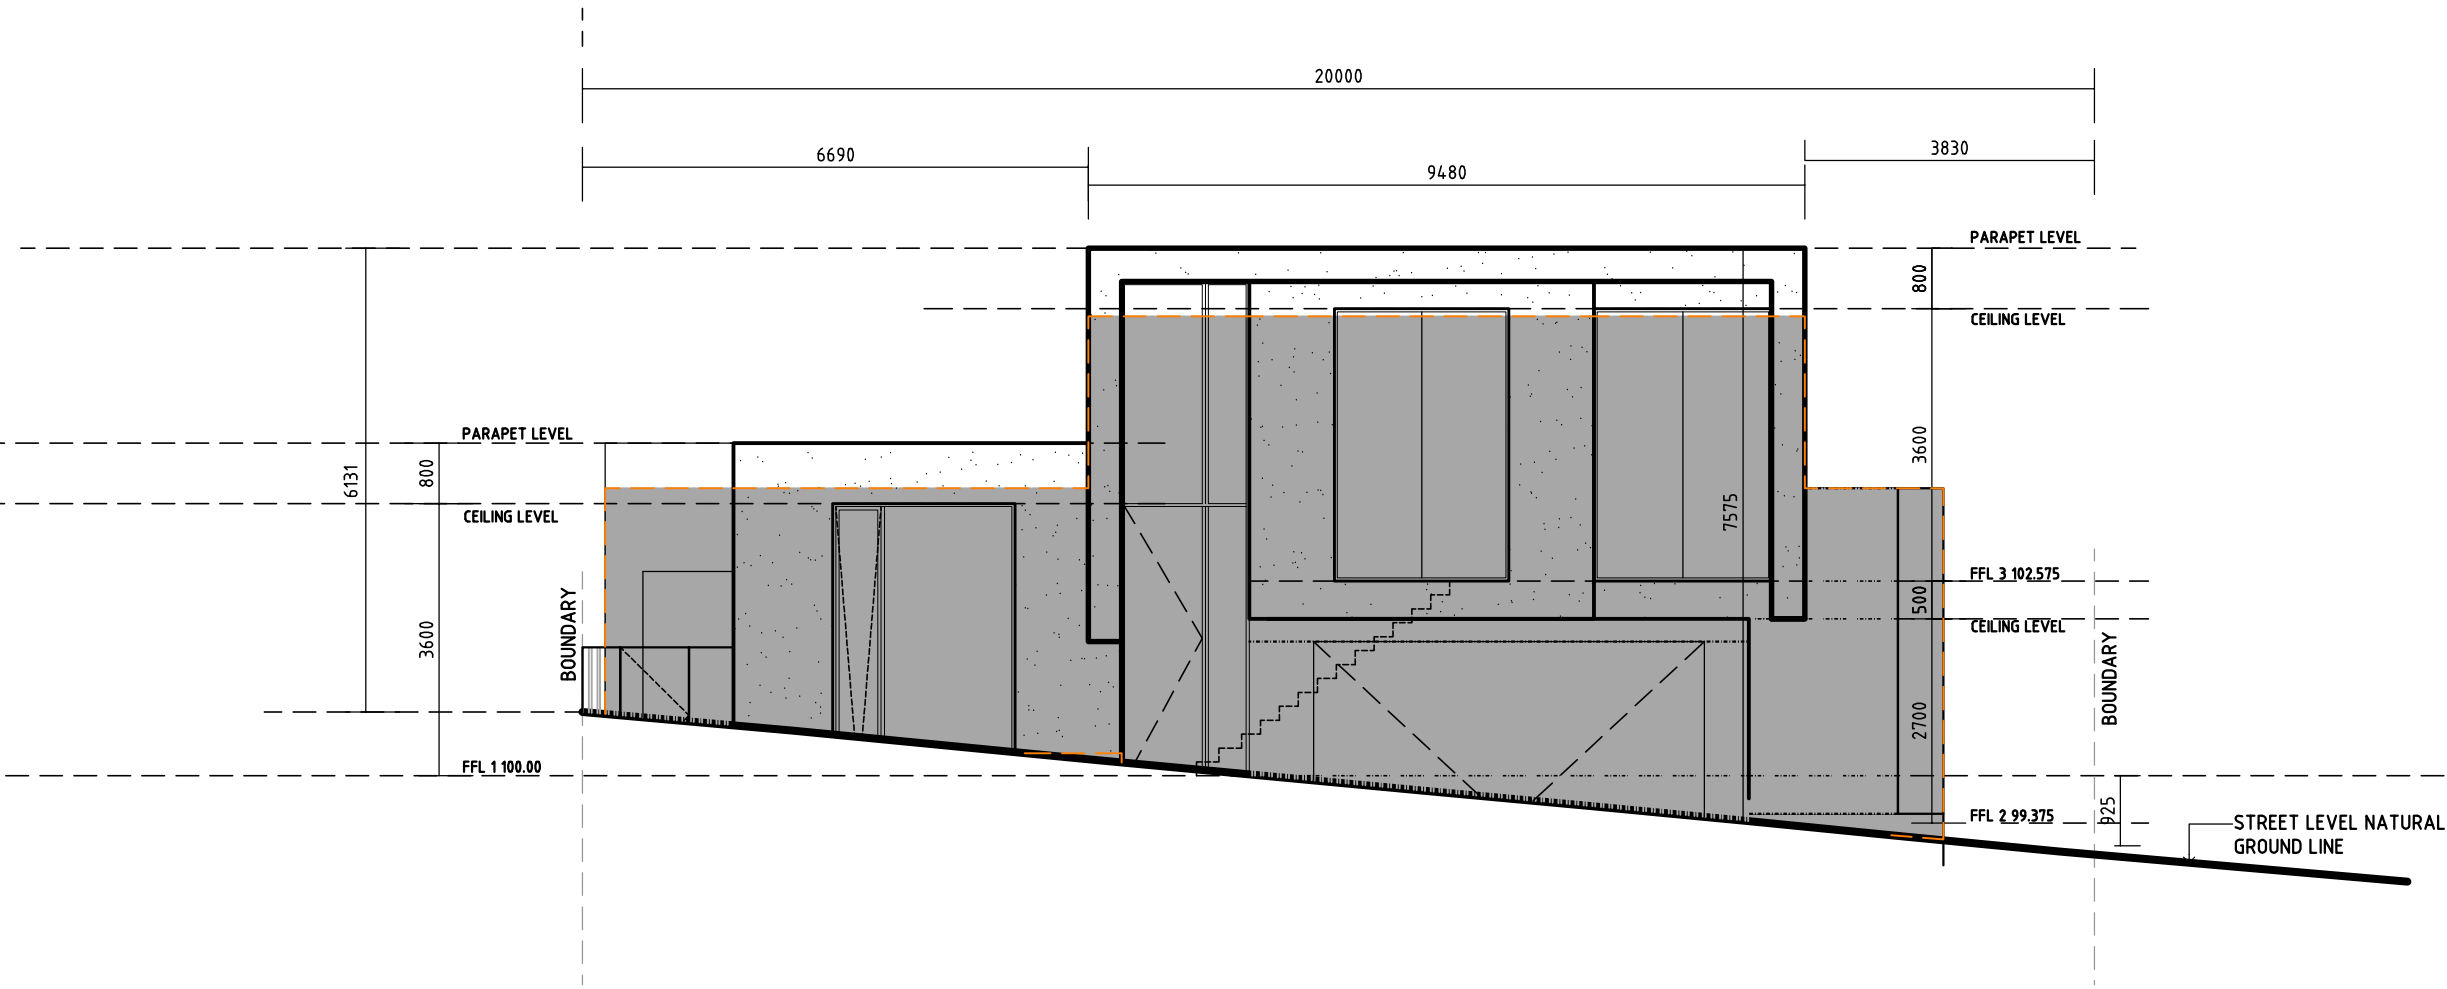 20000
6690
3830
9480
PARAPET LEVEL
800
CEILING LEVEL
PARAPET LEVEL
800
6131
3600
CEILING LEVEL
7575
FFL 3 102.575
500
BOUNDARY
CEILING LEVEL
3600
BOUNDARY
2700
FFL 1 100.00
925
FFL 2 99.375
STREET LEVEL NATURAL
GROUND LINE